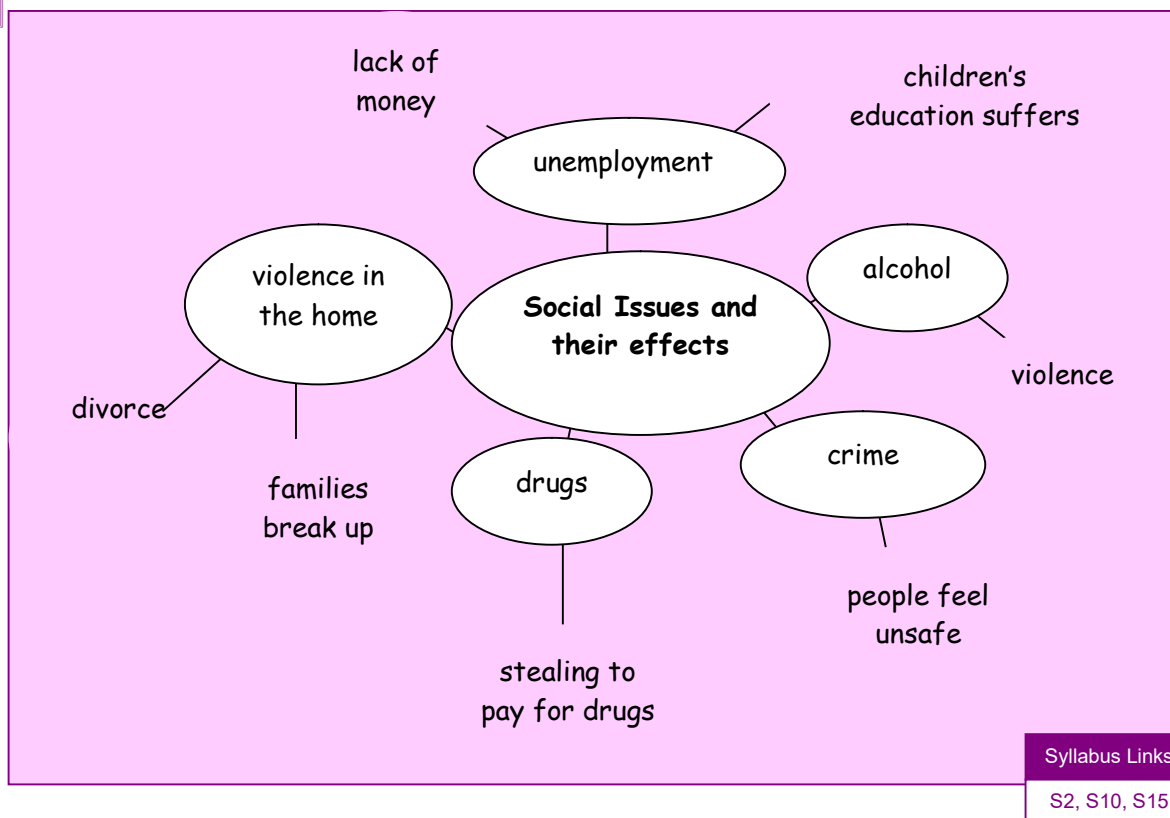 lack of
money
children's
education suffers
unemployment
alcohol
violence in
the home
Social Issues and
their effects
violence
divorce
crime
drugs
families
break up
people feel
unsafe
stealing to
pay for drugs
Syllabus Links
S2, S10, S15